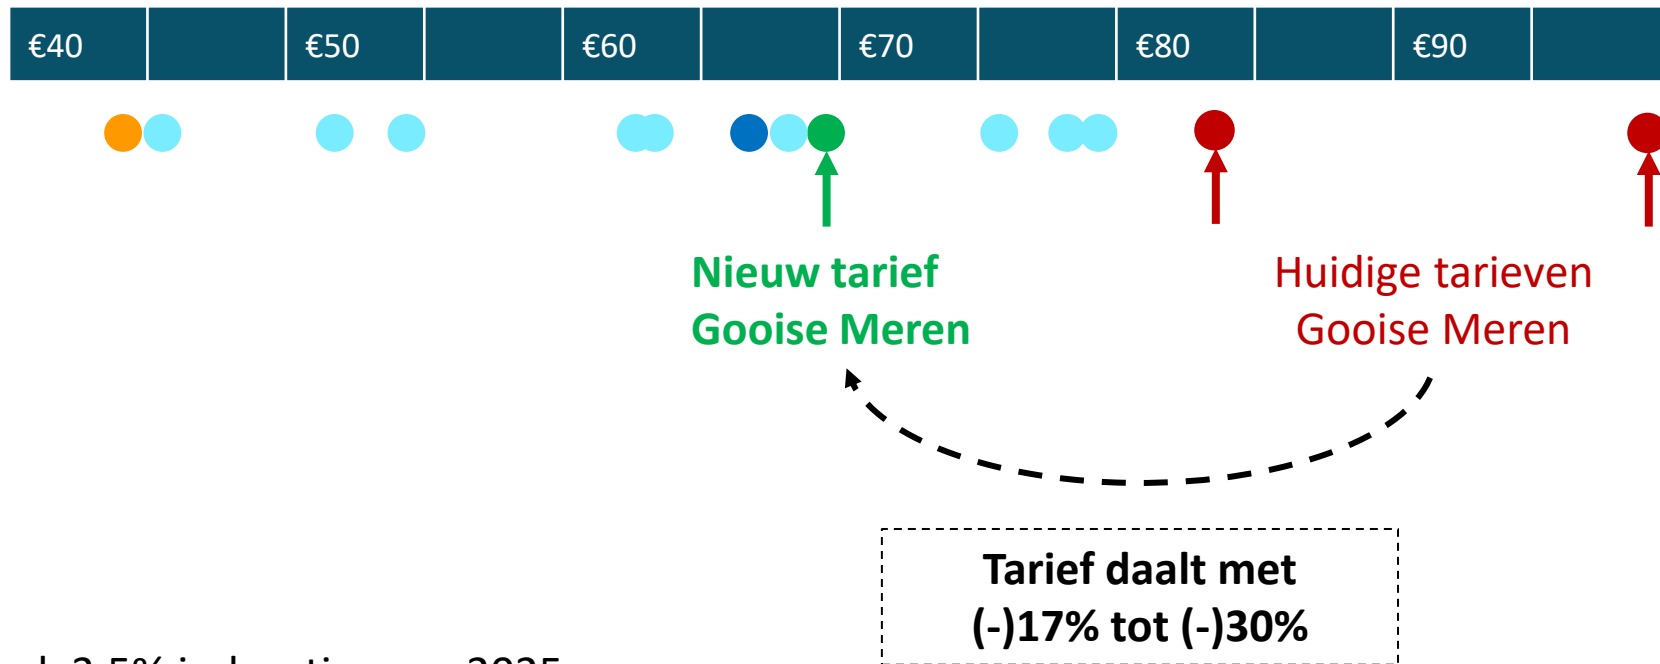 €40 €50 €60 €70 €80 €90
Nieuw tarief
Gooise Meren
Huidige tarieven
Gooise Meren
Tarief daalt met
(-)17% tot (-)30%